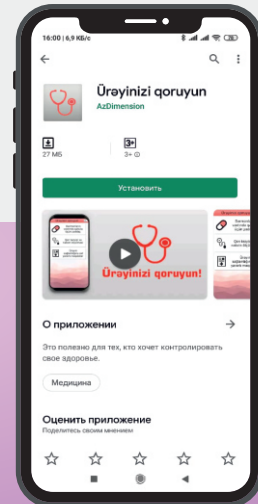 16:00 | 6,9 КБ/с
Ürəyinizi qoruyun
AzDimension
27 МБ
3+
3+
Установить
Ürəyinizi qoruyun!
О приложении
Это полезно для тех, кто хочет контролировать
свое здоровье.
Медицина
Оценить приложение
Поделитесь своим мнением